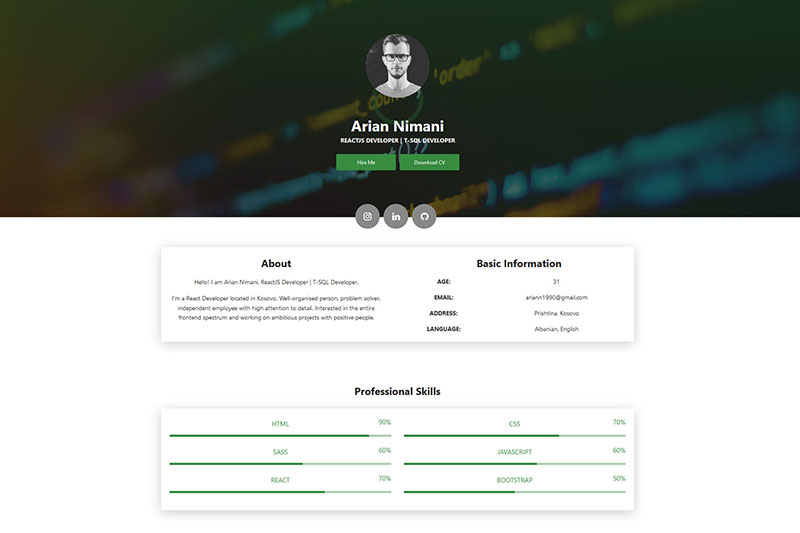 'order'
Arian Nimani
REACTJS DEVELOPER | T-SQL DEVELOPER
Hire Me
Download CV
in
About
Hello! I am Arian Nimani. ReactJS Developer | T-SQL Developer.
I'm a React Developer located in Kosovo. Well-organised person, problem solver,
independent employee with high attention to detail. Interested in the entire
frontend spectrum and working on ambitious projects with positive people.
Basic Information
AGE: 31
EMAIL: ariann1990@gmail.com
ADDRESS: Prishtina, Kosovo
LANGUAGE: Albanian, English
Professional Skills
HTML 90%
CSS 70%
SASS 60%
JAVASCRIPT 60%
REACT 70%
BOOTSTRAP 50%